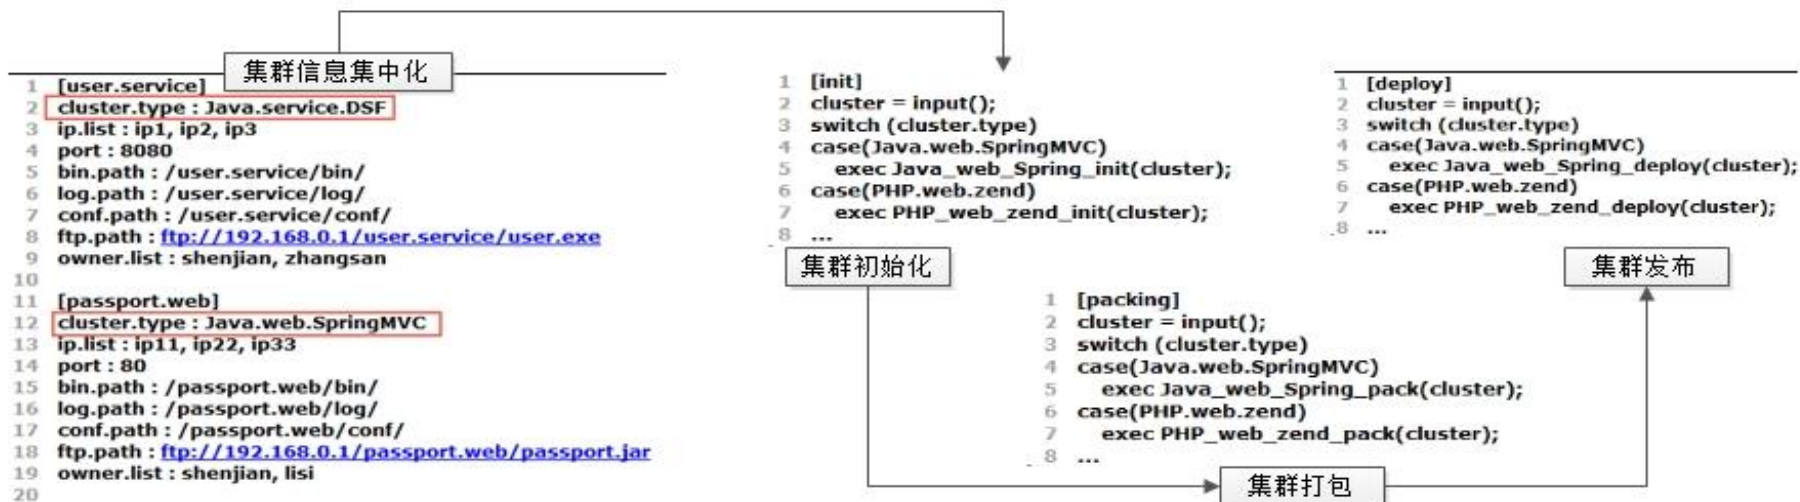 集群信息集中化
1 [user.service]
2 cluster.type : Java.service.DSF
3 ip.list : ip1, ip2, ip3
4 port : 8080
5 bin.path : /user.service/bin/
6 log.path : /user.service/log/
7 conf.path : /user.service/conf/
8 ftp.path : ftp://192.168.0.1/user.service/user.exe
9 owner.list : shenjian, zhangsan
10
11 [passport.web]
12 cluster.type : Java.web.SpringMVC
13 ip.list : ip11, ip22, ip33
14 port : 80
15 bin.path : /passport.web/bin/
16 log.path : /passport.web/log/
17 conf.path : /passport.web/conf/
18 ftp.path : ftp://192.168.0.1/passport.web/passport.jar
19 owner.list : shenjian, lisi
20
1 [init]
2 cluster = input();
3 switch (cluster.type)
4 case(Java.web.SpringMVC)
5 exec Java_web_Spring_init(cluster);
6 case(PHP.web.zend)
7 exec PHP_web_zend_init(cluster);
8 ...
集群初始化
1 [packing]
2 cluster = input();
3 switch (cluster.type)
4 case(Java.web.SpringMVC)
5 exec Java_web_Spring_pack(cluster);
6 case(PHP.web.zend)
7 exec PHP_web_zend_pack(cluster);
8 ...
集群打包
1 [deploy]
2 cluster = input();
3 switch (cluster.type)
4 case(Java.web.SpringMVC)
5 exec Java_web_Spring_deploy(cluster);
6 case(PHP.web.zend)
7 exec PHP_web_zend_deploy(cluster);
8 ...
集群发布